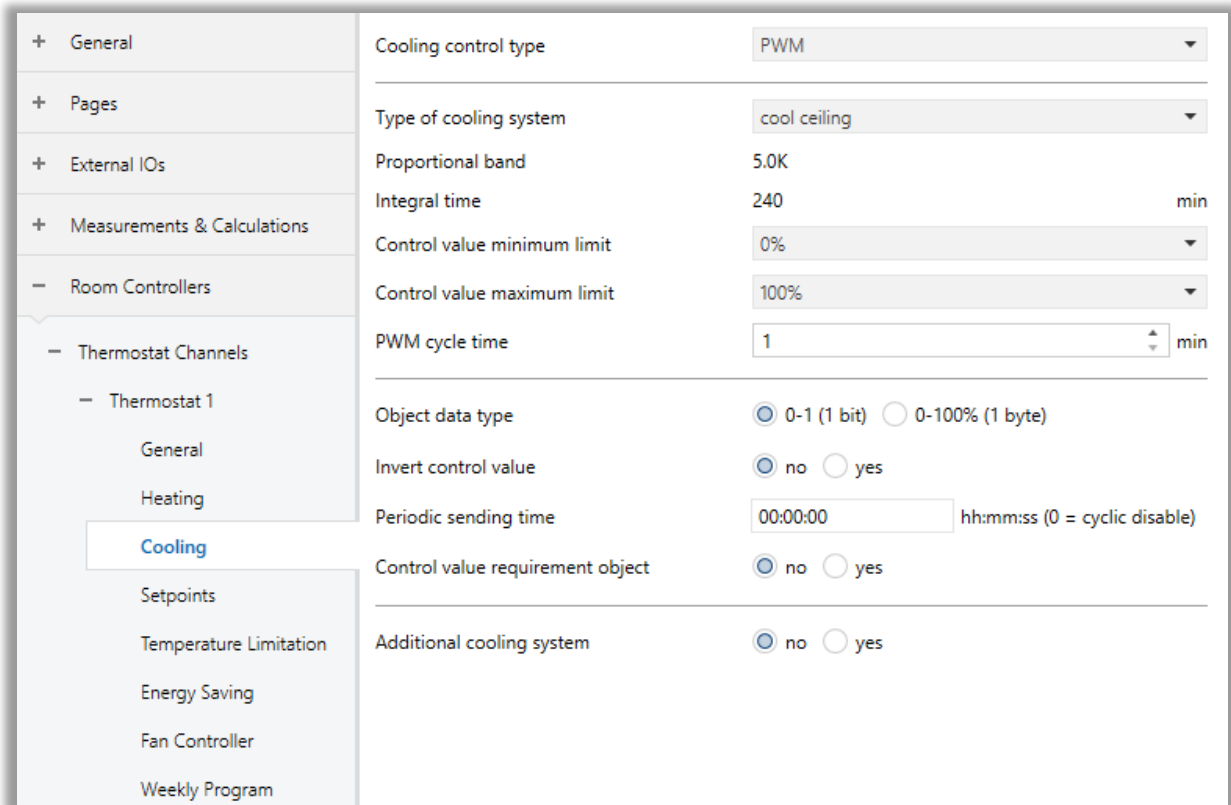 + General
+ Pages
+ External IOs
+ Measurements & Calculations
− Room Controllers
− Thermostat Channels
− Thermostat 1
General
Heating
Cooling
Setpoints
Temperature Limitation
Energy Saving
Fan Controller
Weekly Program
Cooling control type PWM
Type of cooling system cool ceiling
Proportional band 5.0K
Integral time 240 min
Control value minimum limit 0%
Control value maximum limit 100%
PWM cycle time 1 min
Object data type 0-1 (1 bit) 0-100% (1 byte)
Invert control value no yes
Periodic sending time 00:00:00 hh:mm:ss (0 = cyclic disable)
Control value requirement object no yes
Additional cooling system no yes